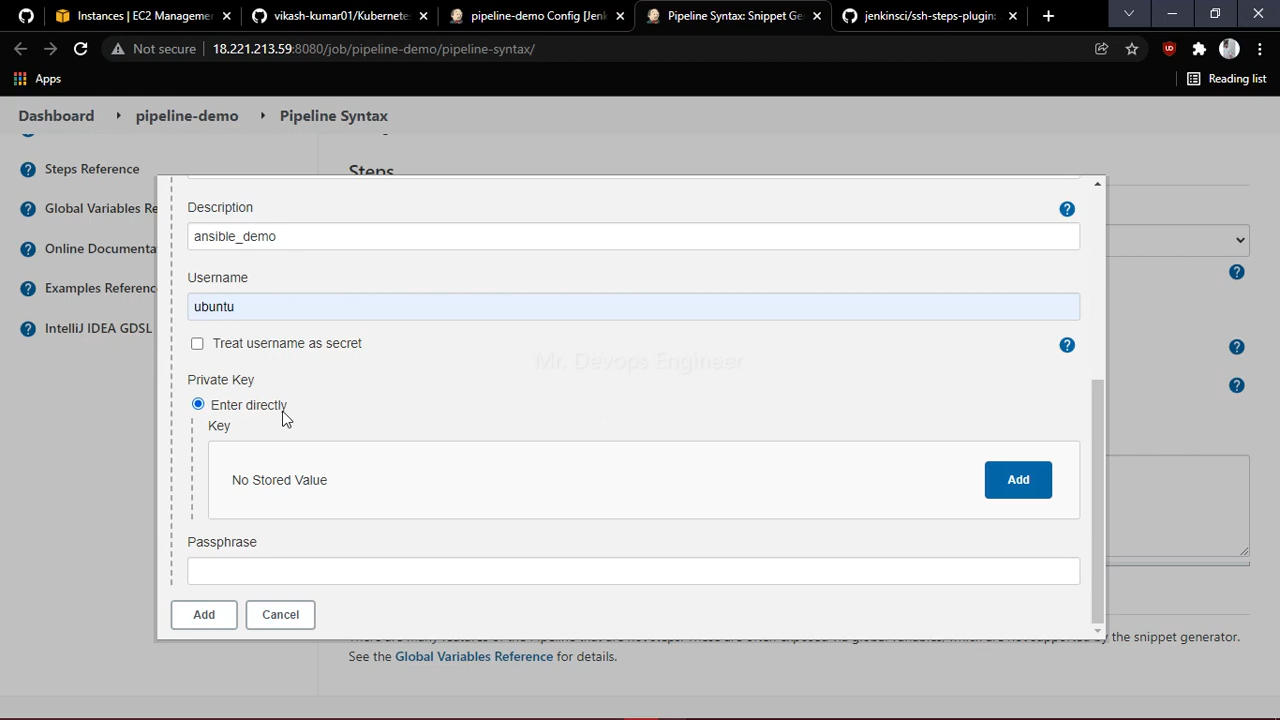 Instances | EC2 Managemer
vikash-kumar01/Kubernete
pipeline-demo Config [Jen
Pipeline Syntax: Snippet Ge
jenkinsci/ssh-steps-plugin:
Not secure
18.221.213.59:8080/job/pipeline-demo/pipeline-syntax/
Apps
Reading list
Dashboard
pipeline-demo
Pipeline Syntax
Steps Reference
Steps
Global Variables Re
Online Documenta
Examples Referenc
IntelliJ IDEA GDSL
Description
ansible_demo
Username
ubuntu
Treat username as secret
Mr. Devops Engineer
Private Key
Enter directly
Key
No Stored Value
Add
Passphrase
Add
Cancel
the snippet generator.
See the Global Variables Reference for details.